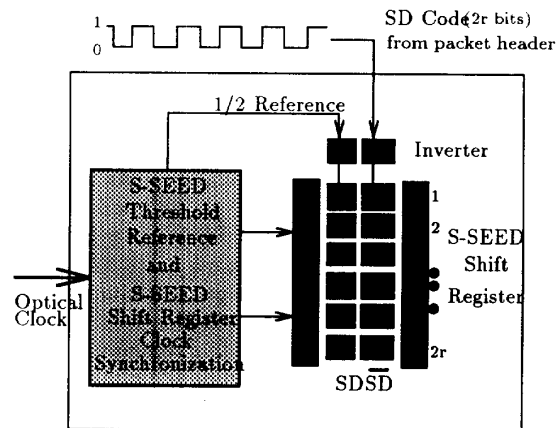 1
0
SD Code(2r bits)
from packet header
1/2 Reference
Inverter
S-SEED
Threshold
Reference
and
S-SEED
Shift Register
Clock
Synchronization
Optical
Clock
1
2
S-SEED
Shift
Register
2r
SDS̅D̅